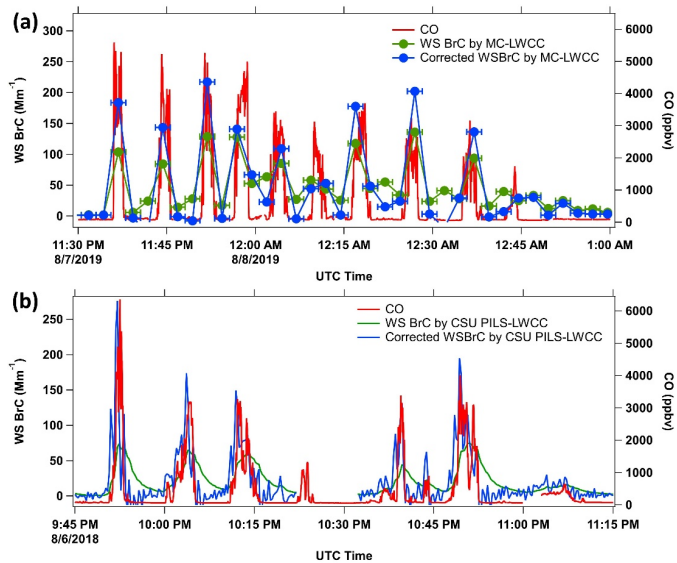 (a)
CO
WS BrC by MC-LWCC
Corrected WSBrC by MC-LWCC
300
250
200
150
100
50
0
WS BrC (Mm⁻¹)
6000
5000
4000
3000
2000
1000
0
CO (ppbv)
11:30 PM 11:45 PM 12:00 AM 12:15 AM 12:30 AM 12:45 AM 1:00 AM
8/7/2019 8/8/2019
UTC Time
(b)
CO
WS BrC by CSU PILS-LWCC
Corrected WSBrC by CSU PILS-LWCC
250
200
150
100
50
0
WS BrC (Mm⁻¹)
6000
5000
4000
3000
2000
1000
0
CO (ppbv)
9:45 PM 10:00 PM 10:15 PM 10:30 PM 10:45 PM 11:00 PM 11:15 PM
8/6/2018
UTC Time